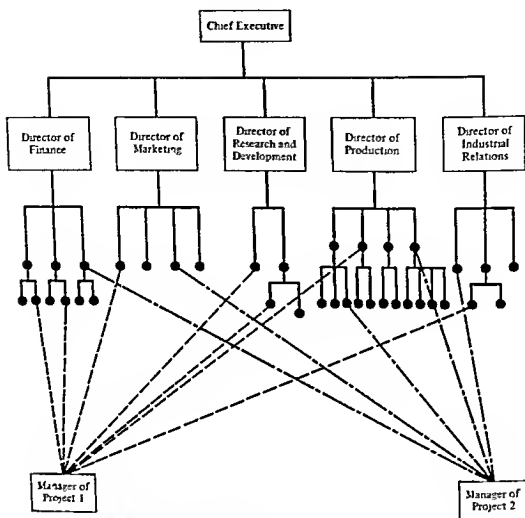 Chief Executive
Director of
Finance
Director of
Marketing
Director of
Research and
Development
Director of
Production
Director of
Industrial
Relations
Manager of
Project 1
Manager of
Project 2